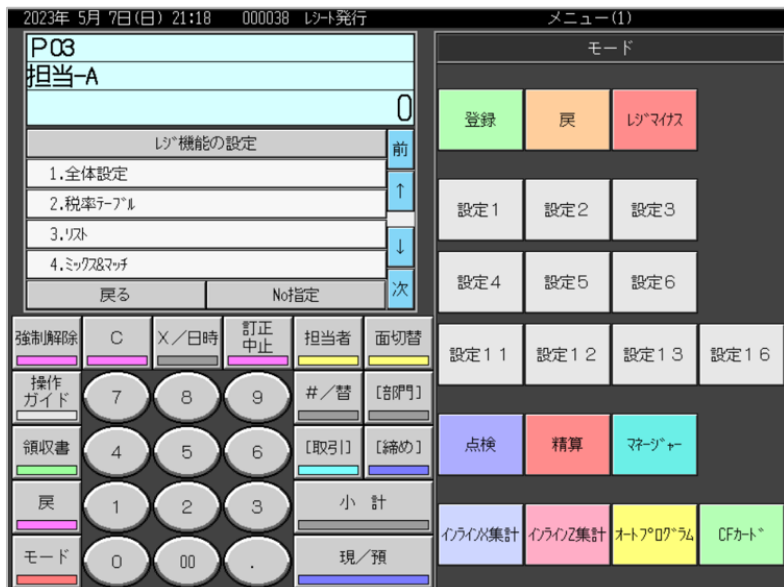 2023年 5月 7日(日) 21:18 000038 ﾚｼｰﾄ発行 メニュー(1)
P03
担当-A
0
ﾚｼﾞ機能の設定
前
1.全体設定
↑
2.税率ﾃｰﾌﾞﾙ
3.ﾘｽﾄ
↓
4.ﾐｯｸｽ&ﾏｯﾁ
戻る No指定 次
強制解除 C X／日時 訂正
中止 担当者 面切替
操作
ガイド 7 8 9 #／替 [部門]
領収書 4 5 6 [取引] [締め]
戻 1 2 3 小 計
モード 0 00 . 現／預
モード
登録 戻 ﾚｼﾞﾏｲﾅｽ
設定1 設定2 設定3
設定4 設定5 設定6
設定11 設定12 設定13 設定16
点検 精算 ﾏﾈｰｼﾞｬｰ
ｲﾝﾗｲﾝX集計 ｲﾝﾗｲﾝZ集計 ｵｰﾄﾌﾟﾛｸﾞﾗﾑ CFｶｰﾄﾞ